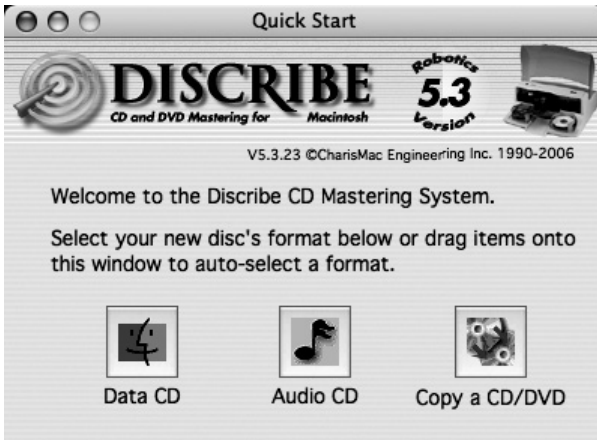 Quick Start
DISCRIBE
CD and DVD Mastering for Macintosh
Robotics
5.3
Version
V5.3.23 ©CharisMac Engineering Inc. 1990-2006
Welcome to the Discribe CD Mastering System.
Select your new disc's format below or drag items onto
this window to auto-select a format.
Data CD
Audio CD
Copy a CD/DVD